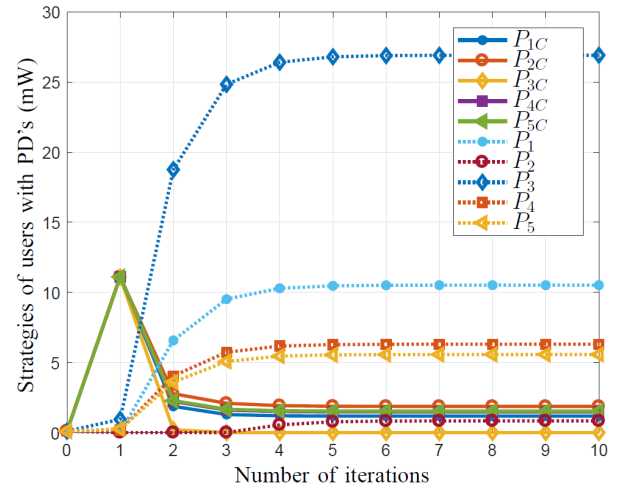 30
25
20
15
10
5
0
0 1 2 3 4 5 6 7 8 9 10
Strategies of users with PD's (mW)
Number of iterations
P1C
P2C
P3C
P4C
P5C
P1
P2
P3
P4
P5